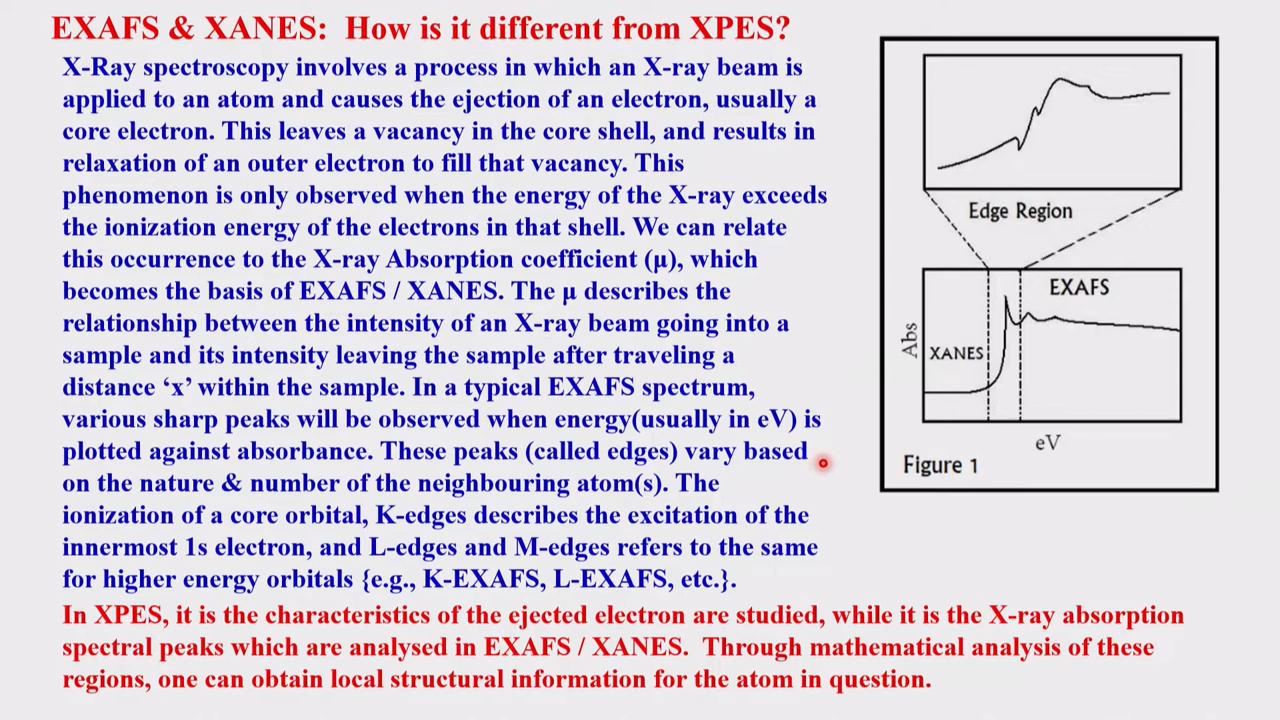 EXAFS & XANES: How is it different from XPES?
X-Ray spectroscopy involves a process in which an X-ray beam is
applied to an atom and causes the ejection of an electron, usually a
core electron. This leaves a vacancy in the core shell, and results in
relaxation of an outer electron to fill that vacancy. This
phenomenon is only observed when the energy of the X-ray exceeds
the ionization energy of the electrons in that shell. We can relate
this occurrence to the X-ray Absorption coefficient (μ), which
becomes the basis of EXAFS / XANES. The μ describes the
relationship between the intensity of an X-ray beam going into a
sample and its intensity leaving the sample after traveling a
distance ‘x’ within the sample. In a typical EXAFS spectrum,
various sharp peaks will be observed when energy(usually in eV) is
plotted against absorbance. These peaks (called edges) vary based
on the nature & number of the neighbouring atom(s). The
ionization of a core orbital, K-edges describes the excitation of the
innermost 1s electron, and L-edges and M-edges refers to the same
for higher energy orbitals {e.g., K-EXAFS, L-EXAFS, etc.}.
In XPES, it is the characteristics of the ejected electron are studied, while it is the X-ray absorption
spectral peaks which are analysed in EXAFS / XANES. Through mathematical analysis of these
regions, one can obtain local structural information for the atom in question.
Edge Region
EXAFS
Abs
XANES
eV
Figure 1